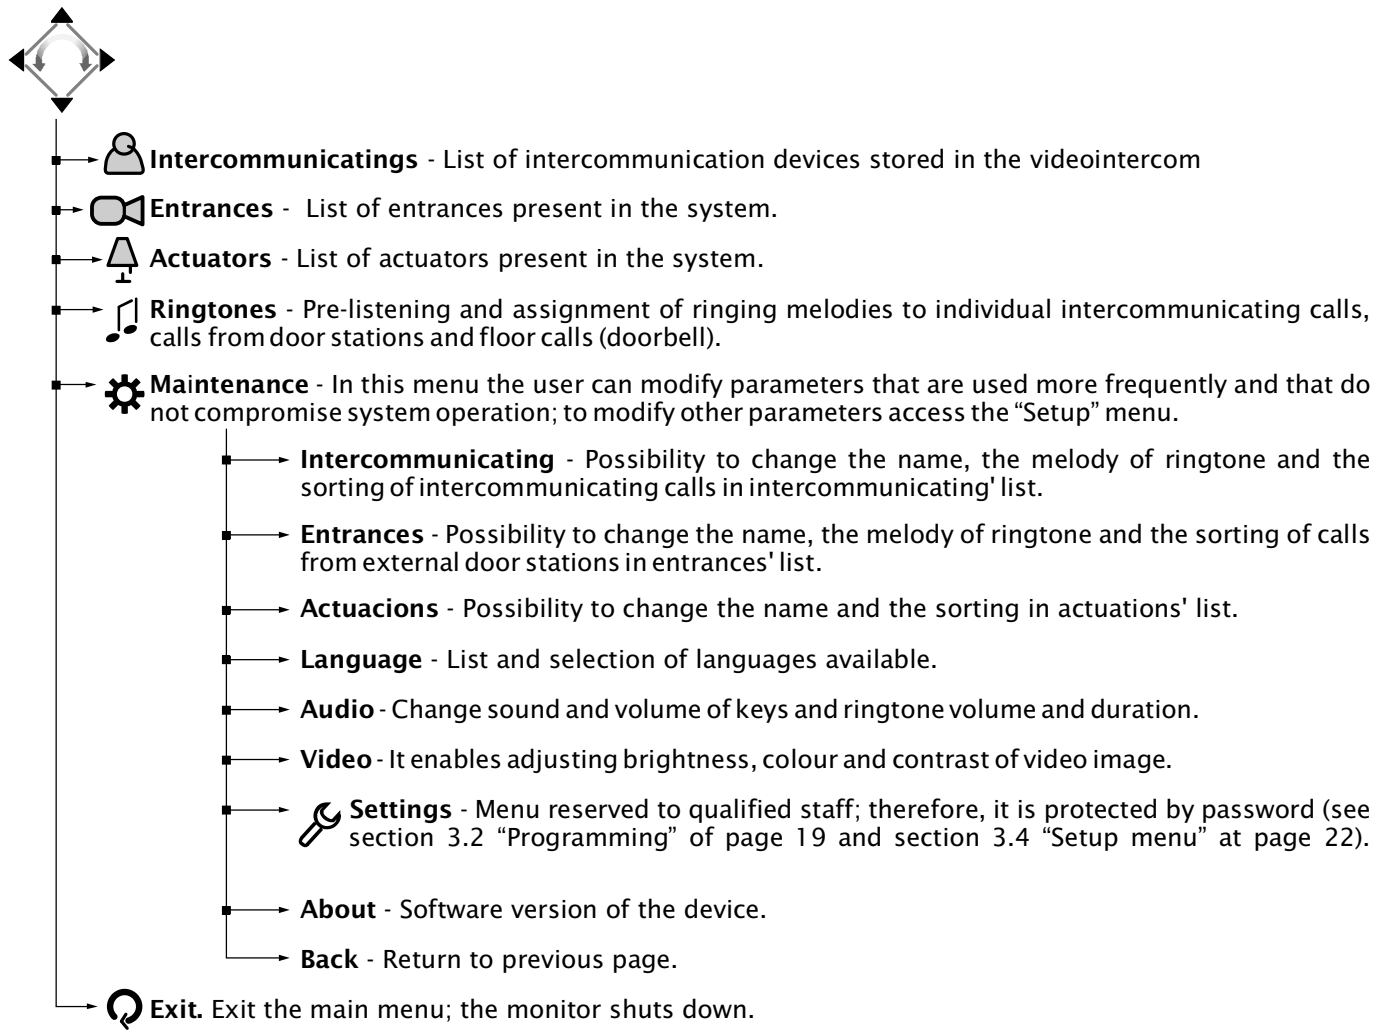 Intercommunicatings - List of intercommunication devices stored in the videointercom
Entrances - List of entrances present in the system.
Actuators - List of actuators present in the system.
Ringtones - Pre-listening and assignment of ringing melodies to individual intercommunicating calls,
calls from door stations and floor calls (doorbell).
Maintenance - In this menu the user can modify parameters that are used more frequently and that do
not compromise system operation; to modify other parameters access the “Setup” menu.
Intercommunicating - Possibility to change the name, the melody of ringtone and the
sorting of intercommunicating calls in intercommunicating' list.
Entrances - Possibility to change the name, the melody of ringtone and the sorting of calls
from external door stations in entrances' list.
Actuacions - Possibility to change the name and the sorting in actuations' list.
Language - List and selection of languages available.
Audio - Change sound and volume of keys and ringtone volume and duration.
Video - It enables adjusting brightness, colour and contrast of video image.
Settings - Menu reserved to qualified staff; therefore, it is protected by password (see
section 3.2 “Programming” of page 19 and section 3.4 “Setup menu” at page 22).
About - Software version of the device.
Back - Return to previous page.
Exit. Exit the main menu; the monitor shuts down.